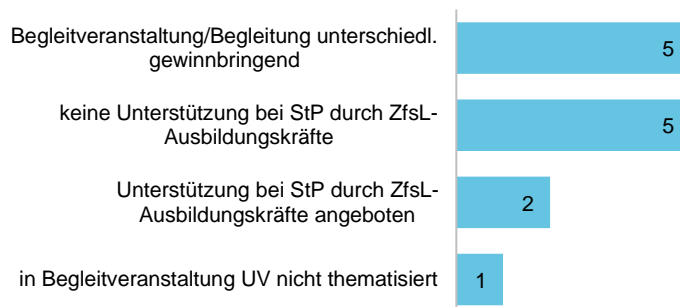 Begleitveranstaltung/Begleitung unterschiedl.
gewinnbringend
5
keine Unterstützung bei StP durch ZfsL-
Ausbildungskräfte
5
Unterstützung bei StP durch ZfsL-
Ausbildungskräfte angeboten
2
in Begleitveranstaltung UV nicht thematisiert
1